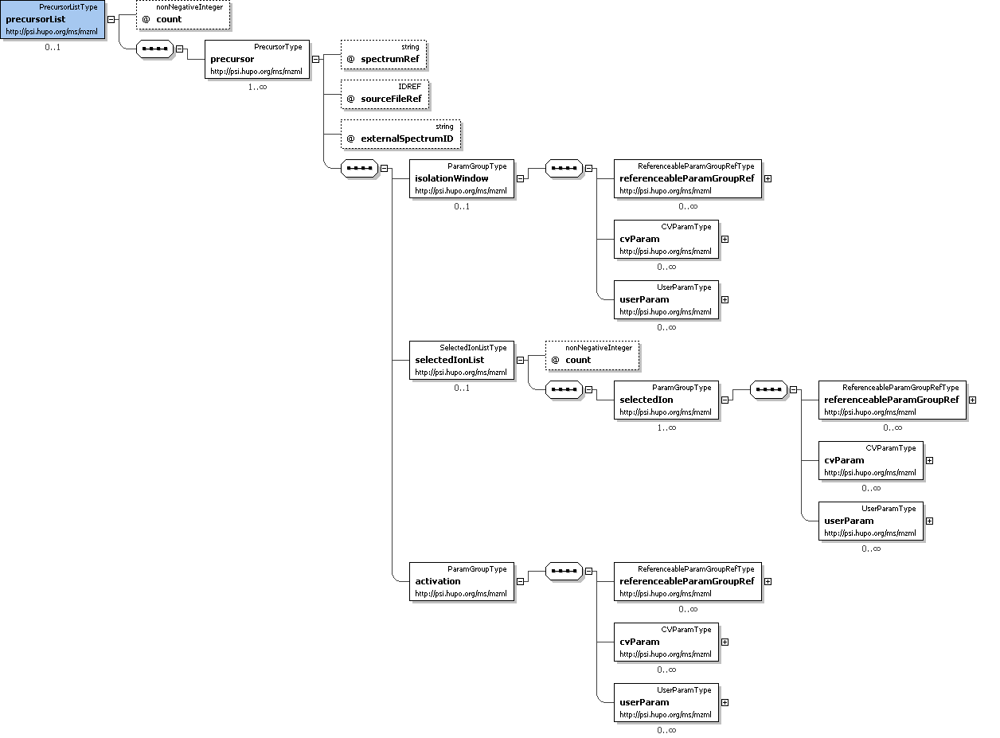 PrecursorListType
precursorList
http://psi.hupo.org/ms/mzml
0..1
nonNegativeInteger
@ count
PrecursorType
precursor
http://psi.hupo.org/ms/mzml
1..∞
string
@ spectrumRef
IDREF
@ sourceFileRef
string
@ externalSpectrumID
ParamGroupType
isolationWindow
http://psi.hupo.org/ms/mzml
0..1
ReferenceableParamGroupRefType
referenceableParamGroupRef
http://psi.hupo.org/ms/mzml
0..∞
CVParamType
cvParam
http://psi.hupo.org/ms/mzml
0..∞
UserParamType
userParam
http://psi.hupo.org/ms/mzml
0..∞
SelectedIonListType
selectedIonList
http://psi.hupo.org/ms/mzml
0..1
nonNegativeInteger
@ count
ParamGroupType
selectedIon
http://psi.hupo.org/ms/mzml
1..∞
ReferenceableParamGroupRefType
referenceableParamGroupRef
http://psi.hupo.org/ms/mzml
0..∞
CVParamType
cvParam
http://psi.hupo.org/ms/mzml
0..∞
UserParamType
userParam
http://psi.hupo.org/ms/mzml
0..∞
ParamGroupType
activation
http://psi.hupo.org/ms/mzml
ReferenceableParamGroupRefType
referenceableParamGroupRef
http://psi.hupo.org/ms/mzml
0..∞
CVParamType
cvParam
http://psi.hupo.org/ms/mzml
0..∞
UserParamType
userParam
http://psi.hupo.org/ms/mzml
0..∞